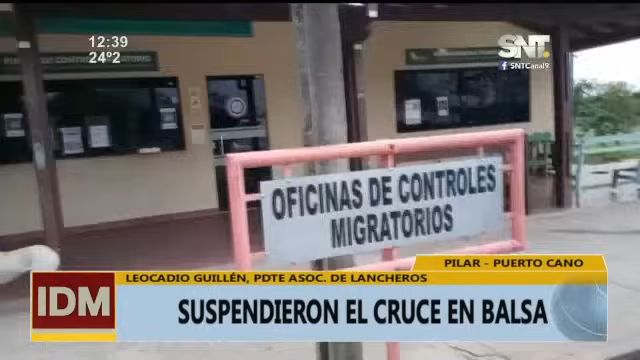 12:39
24°2
SNT
SNTCanal9
OFICINAS DE CONTROLES
MIGRATORIOS
PILAR - PUERTO CANO
LEOCADIO GUILLÉN, PDTE ASOC. DE LANCHEROS
IDM
SUSPENDIERON EL CRUCE EN BALSA